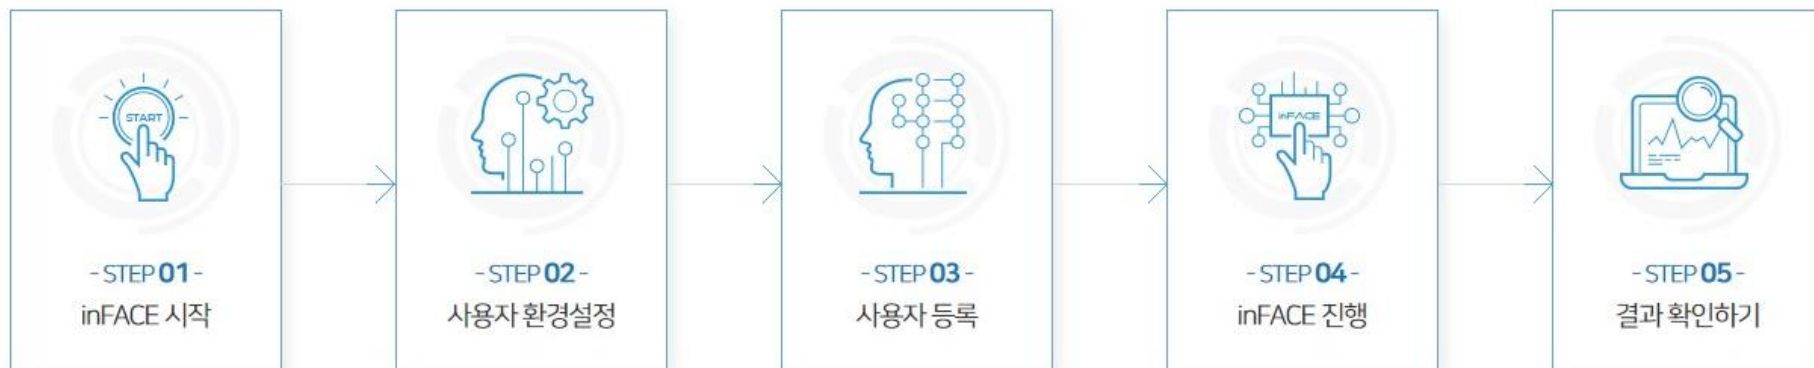 START
- STEP 01 -
inFACE 시작
- STEP 02 -
사용자 환경설정
- STEP 03 -
사용자 등록
inFACE
- STEP 04 -
inFACE 진행
- STEP 05 -
결과 확인하기